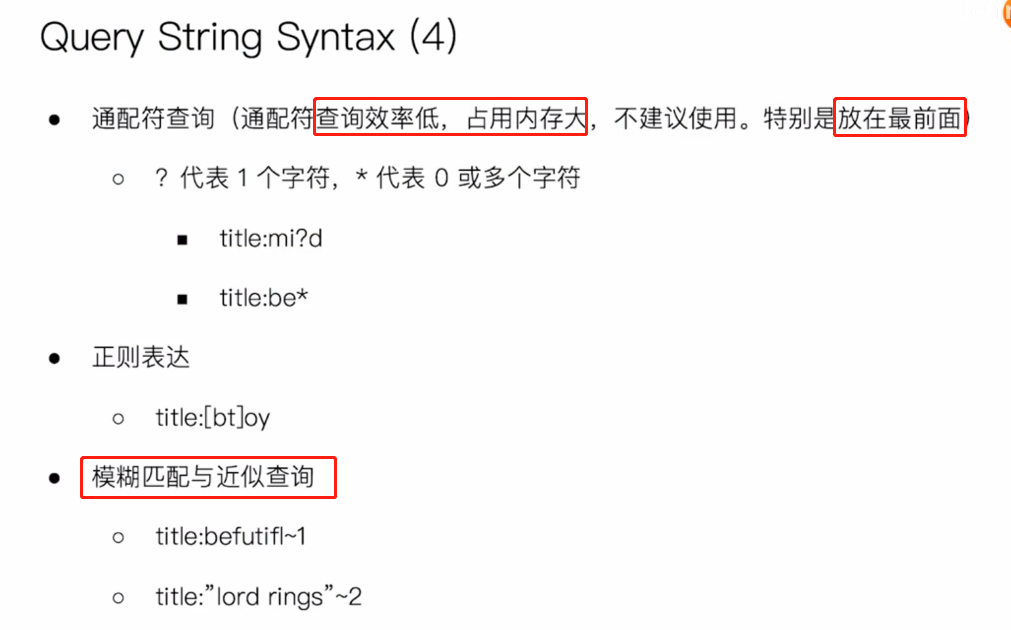 Query String Syntax (4)
● 通配符查询（通配符查询效率低，占用内存大，不建议使用。特别是放在最前面）
○ ？代表 1 个字符，* 代表 0 或多个字符
■ title:mi?d
■ title:be*
● 正则表达
○ title:[bt]oy
● 模糊匹配与近似查询
○ title:befutifl~1
○ title:”lord rings”~2